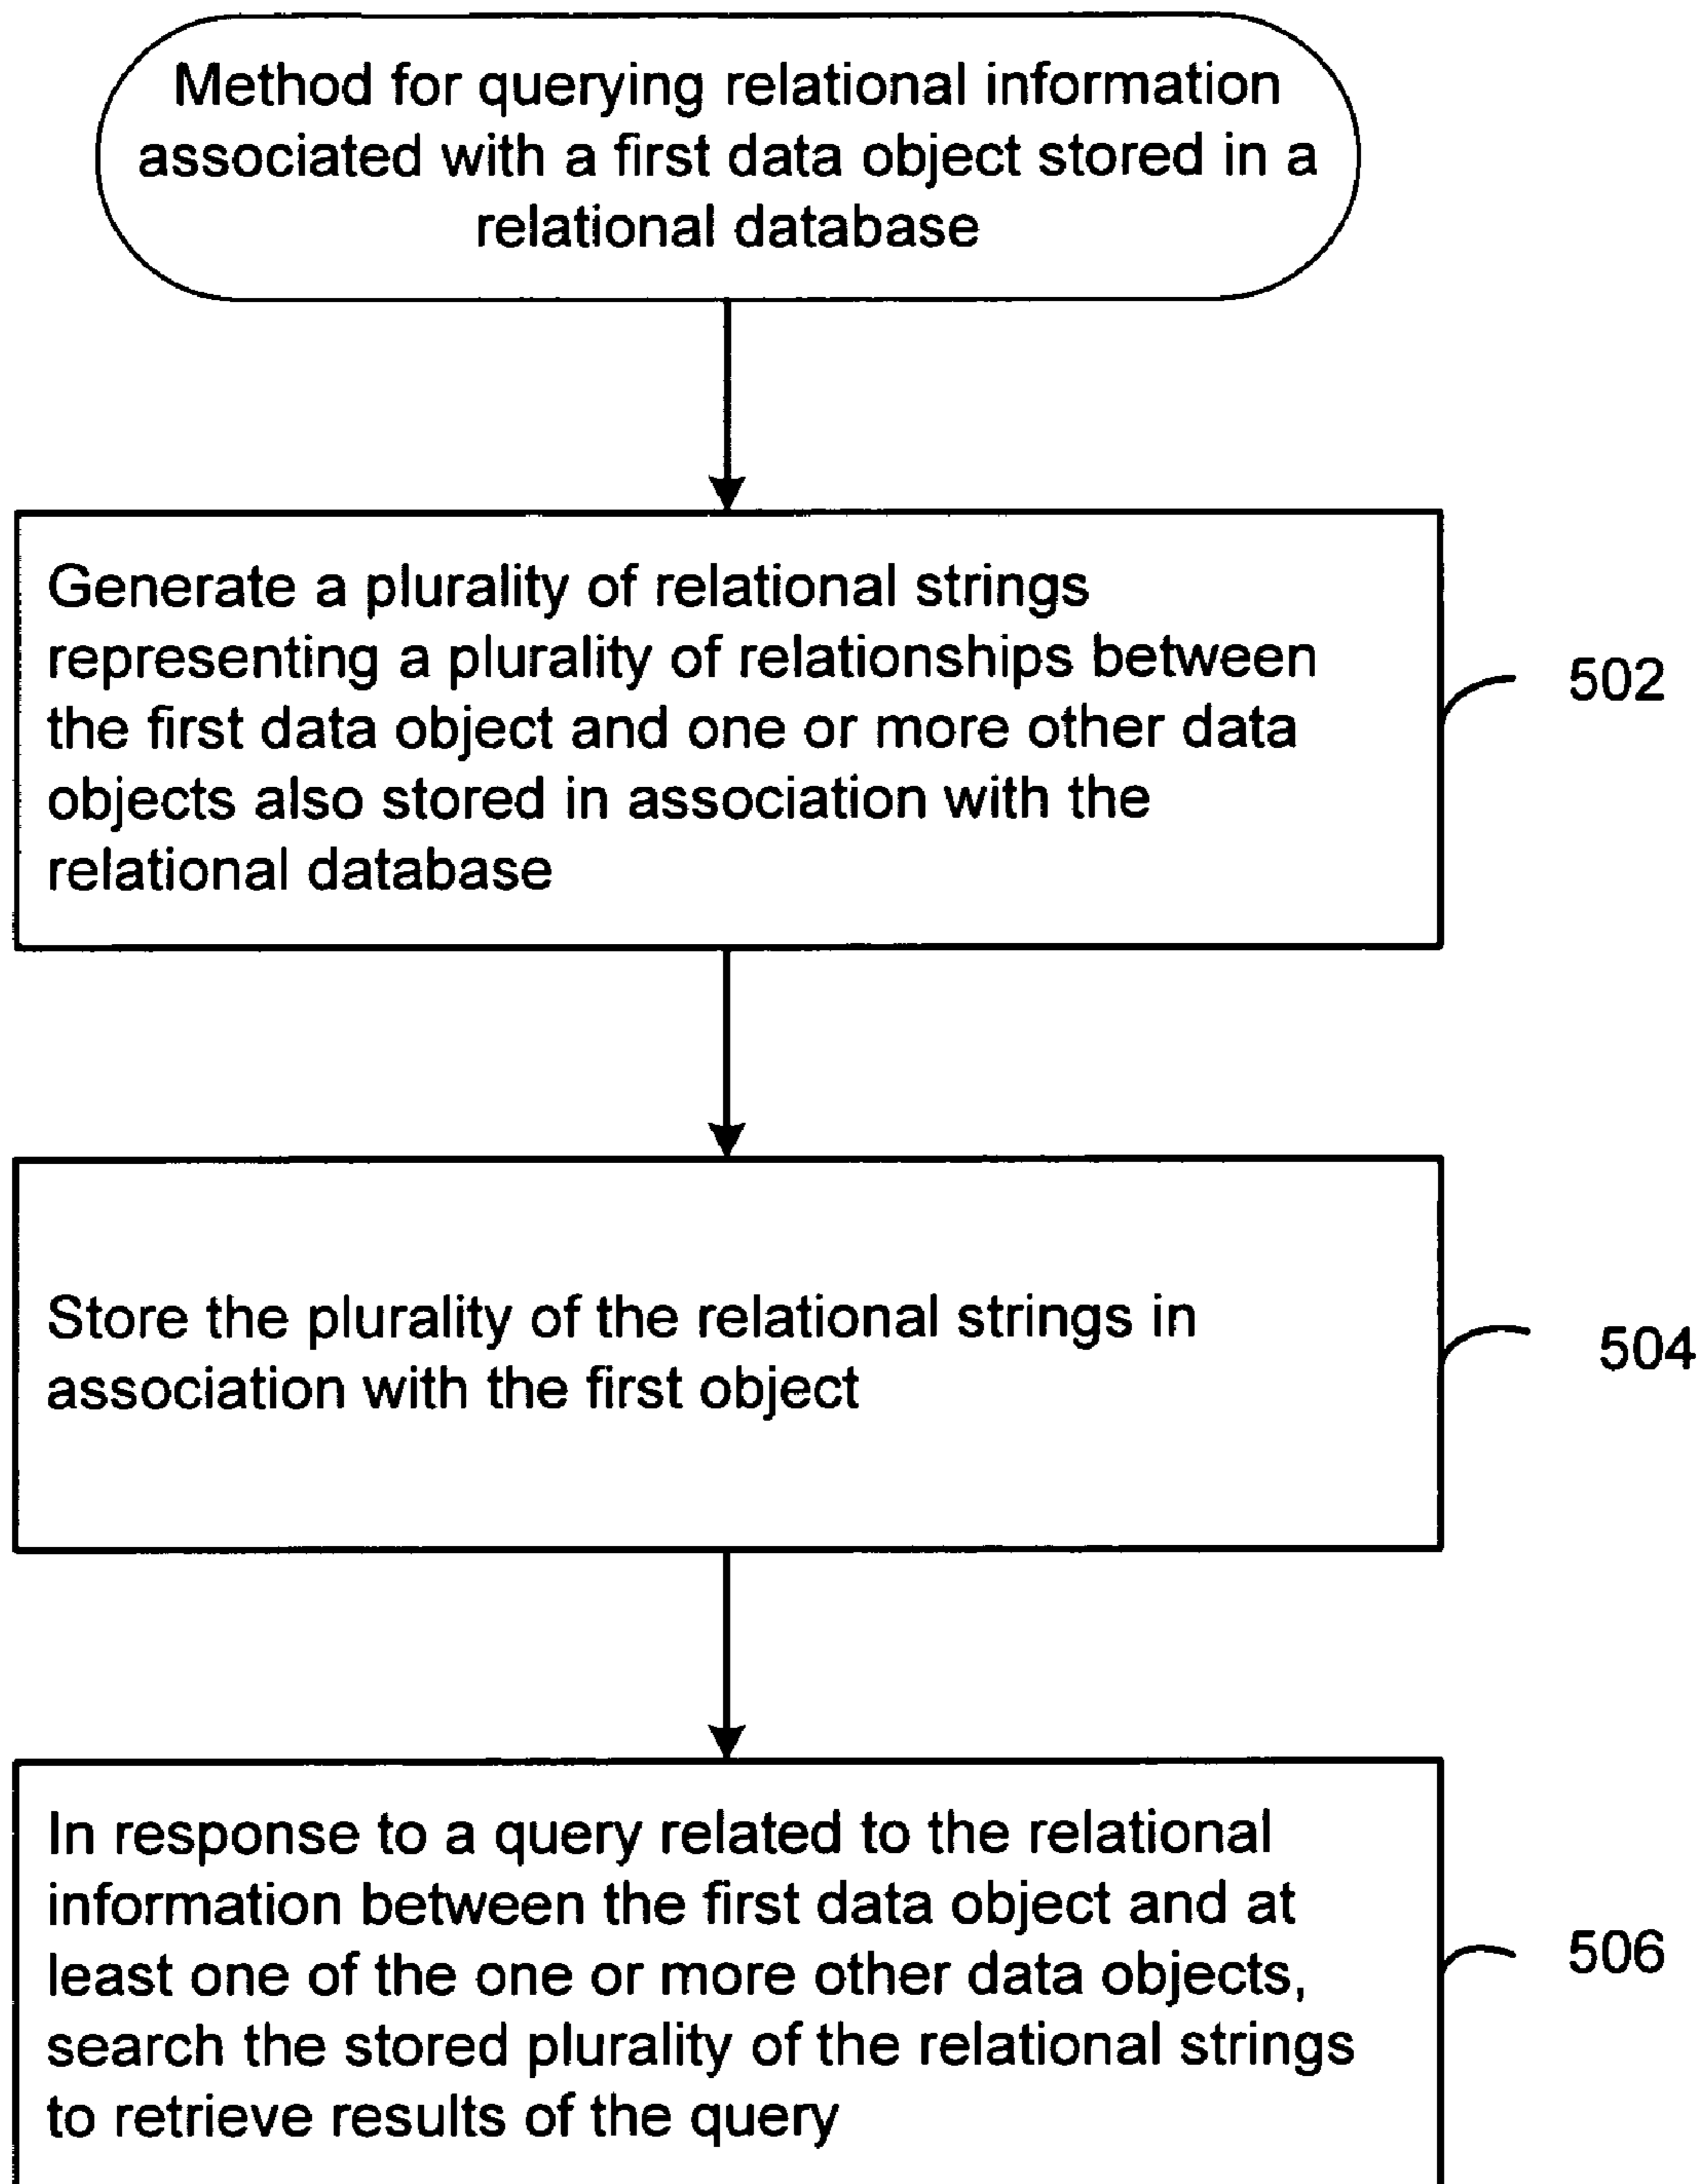 Method for querying relational information
associated with a first data object stored in a
relational database
Generate a plurality of relational strings
representing a plurality of relationships between
the first data object and one or more other data
objects also stored in association with the
relational database
502
Store the plurality of the relational strings in
association with the first object
504
In response to a query related to the relational
information between the first data object and at
least one of the one or more other data objects,
search the stored plurality of the relational strings
to retrieve results of the query
506